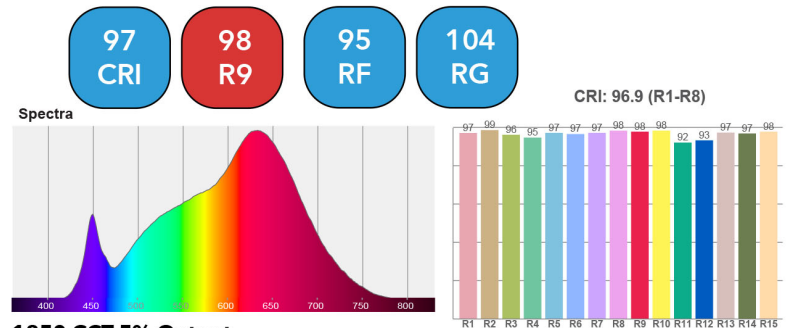 97
CRI
98
R9
95
RF
104
RG
Spectra
400 450 500 550 600 650 700 750 800
CRI: 96.9 (R1-R8)
97 99 96 95 97 97 97 98 98 98 92 93 97 97 98
R1 R2 R3 R4 R5 R6 R7 R8 R9 R10 R11 R12 R13 R14 R15